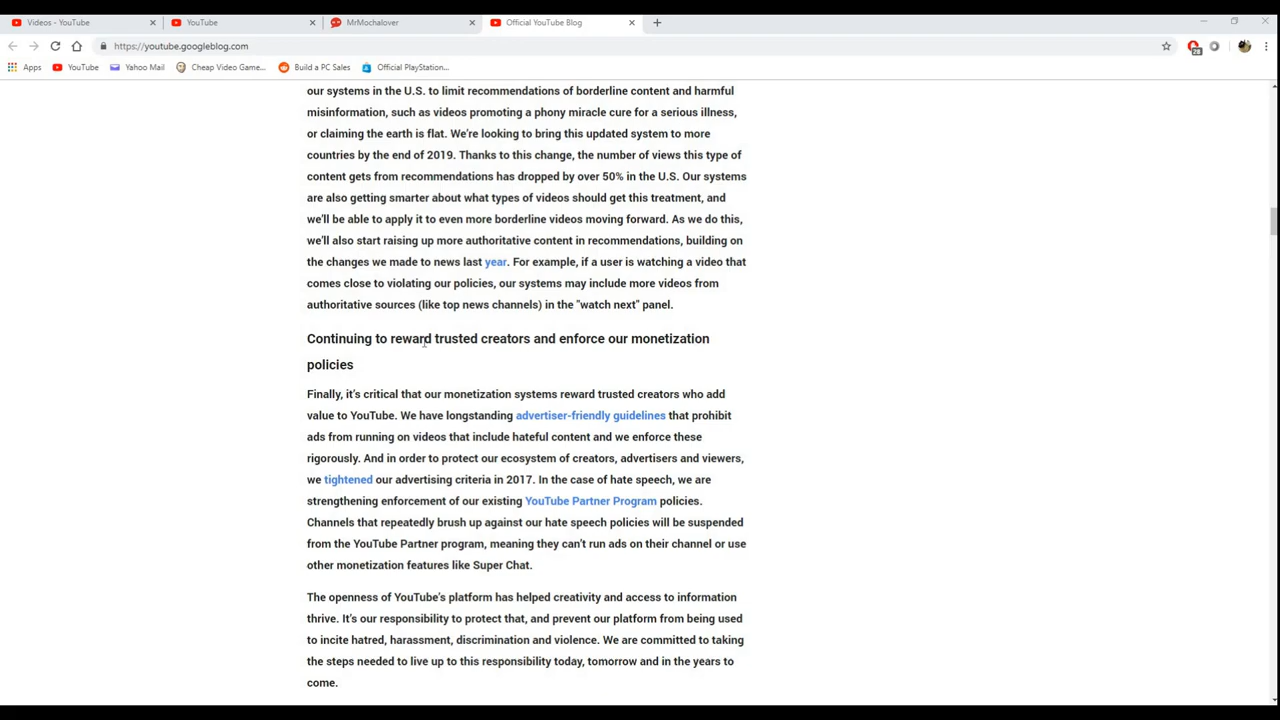 Videos - YouTube
YouTube
MrMochalover
Official YouTube Blog
https://youtube.googleblog.com
28
Apps
YouTube
Yahoo Mail
Cheap Video Game...
Build a PC Sales
Official PlayStation...
our systems in the U.S. to limit recommendations of borderline content and harmful
misinformation, such as videos promoting a phony miracle cure for a serious illness,
or claiming the earth is flat. We’re looking to bring this updated system to more
countries by the end of 2019. Thanks to this change, the number of views this type of
content gets from recommendations has dropped by over 50% in the U.S. Our systems
are also getting smarter about what types of videos should get this treatment, and
we’ll be able to apply it to even more borderline videos moving forward. As we do this,
we’ll also start raising up more authoritative content in recommendations, building on
the changes we made to news last year. For example, if a user is watching a video that
comes close to violating our policies, our systems may include more videos from
authoritative sources (like top news channels) in the "watch next" panel.
Continuing to reward trusted creators and enforce our monetization
policies
Finally, it’s critical that our monetization systems reward trusted creators who add
value to YouTube. We have longstanding advertiser-friendly guidelines that prohibit
ads from running on videos that include hateful content and we enforce these
rigorously. And in order to protect our ecosystem of creators, advertisers and viewers,
we tightened our advertising criteria in 2017. In the case of hate speech, we are
strengthening enforcement of our existing YouTube Partner Program policies.
Channels that repeatedly brush up against our hate speech policies will be suspended
from the YouTube Partner program, meaning they can’t run ads on their channel or use
other monetization features like Super Chat.
The openness of YouTube’s platform has helped creativity and access to information
thrive. It’s our responsibility to protect that, and prevent our platform from being used
to incite hatred, harassment, discrimination and violence. We are committed to taking
the steps needed to live up to this responsibility today, tomorrow and in the years to
come.